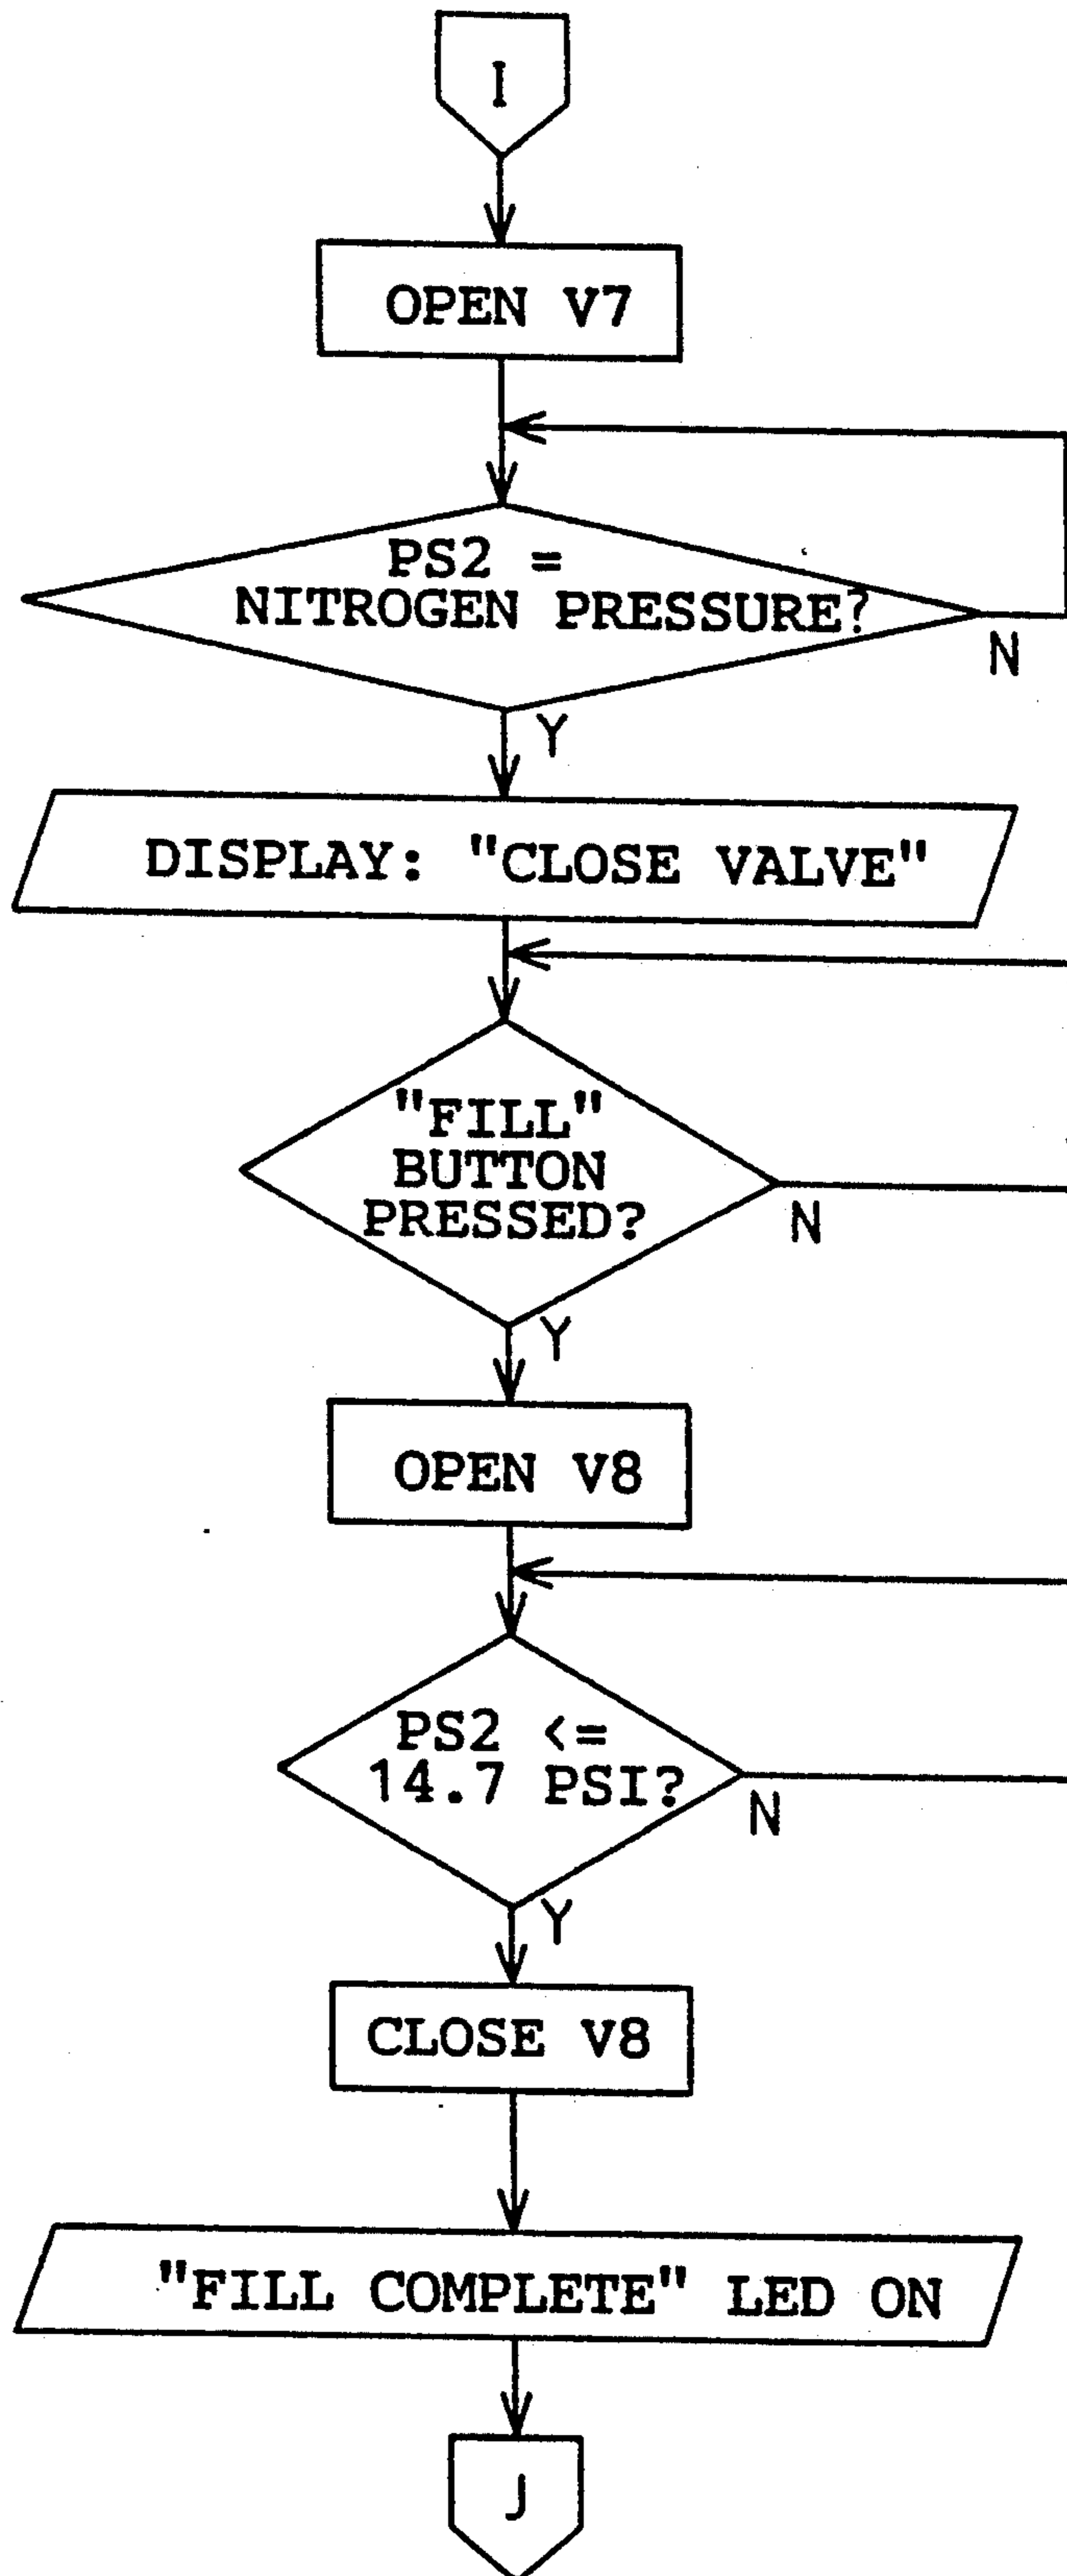 I
OPEN V7
PS2 =
NITROGEN PRESSURE?
N
Y
DISPLAY: "CLOSE VALVE"
"FILL"
BUTTON
PRESSED?
N
Y
OPEN V8
PS2 <=
14.7 PSI?
N
Y
CLOSE V8
"FILL COMPLETE" LED ON
J